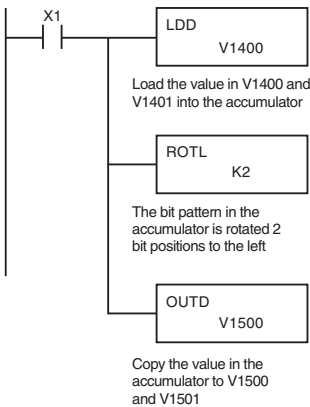 X1
LDD
V1400
Load the value in V1400 and
V1401 into the accumulator
ROTL
K2
The bit pattern in the
accumulator is rotated 2
bit positions to the left
OUTD
V1500
Copy the value in the
accumulator to V1500
and V1501